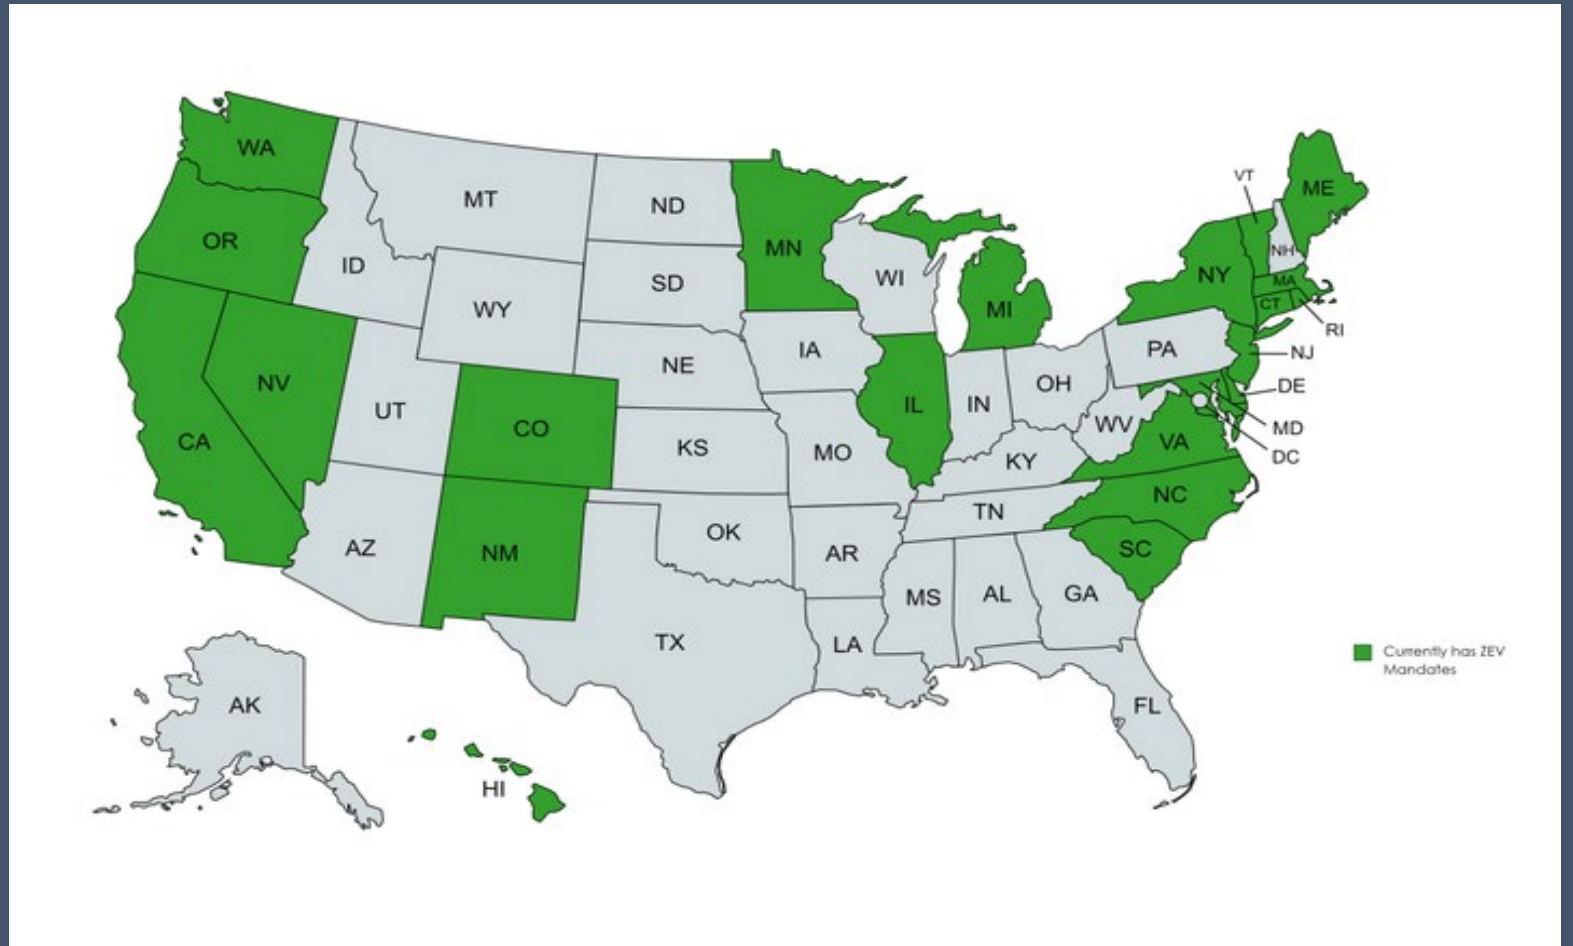 WA
MT
ND
MN
ME
VT
OR
ID
SD
WI
MI
NY
NH
MA
CT
RI
WY
IA
NE
PA
NJ
NV
UT
CO
IL
IN
OH
DE
CA
KS
MO
WV
VA
MD
KY
DC
NC
AZ
NM
OK
AR
TN
SC
MS
AL
GA
TX
LA
Currently has ZEV
Mandates
AK
FL
HI